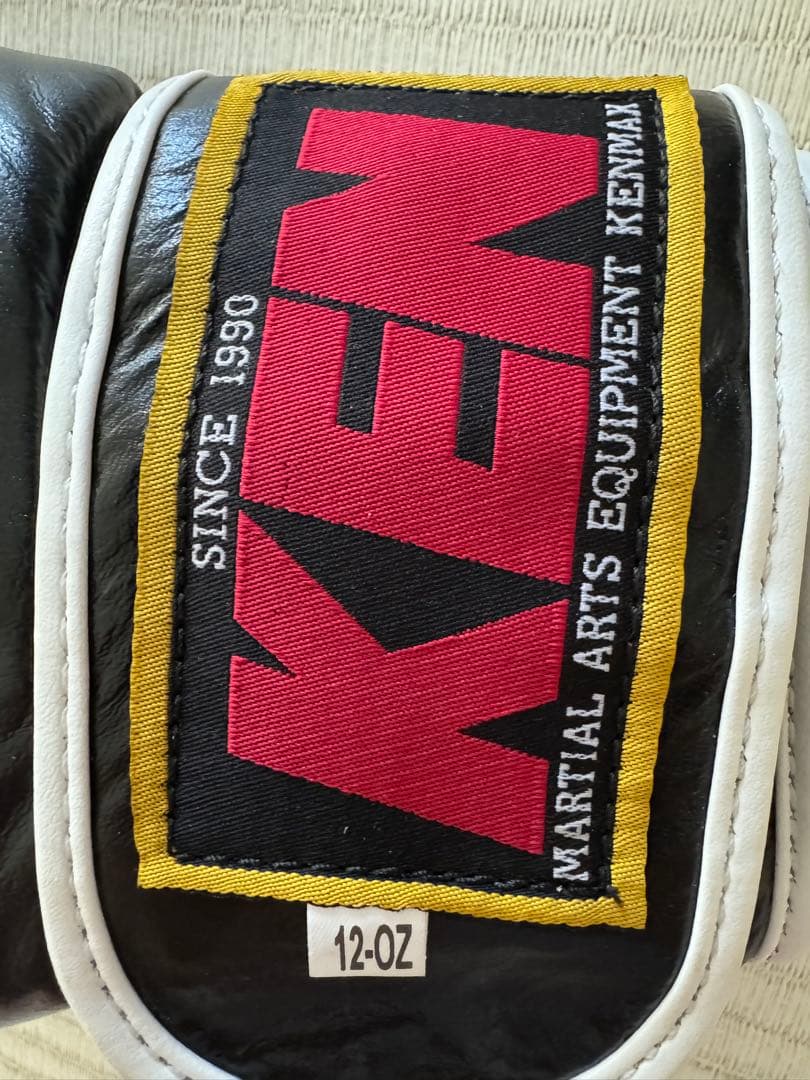 SINCE 1990
KEN
MARTIAL ARTS EQUIPMENT KENMAX
12-OZ